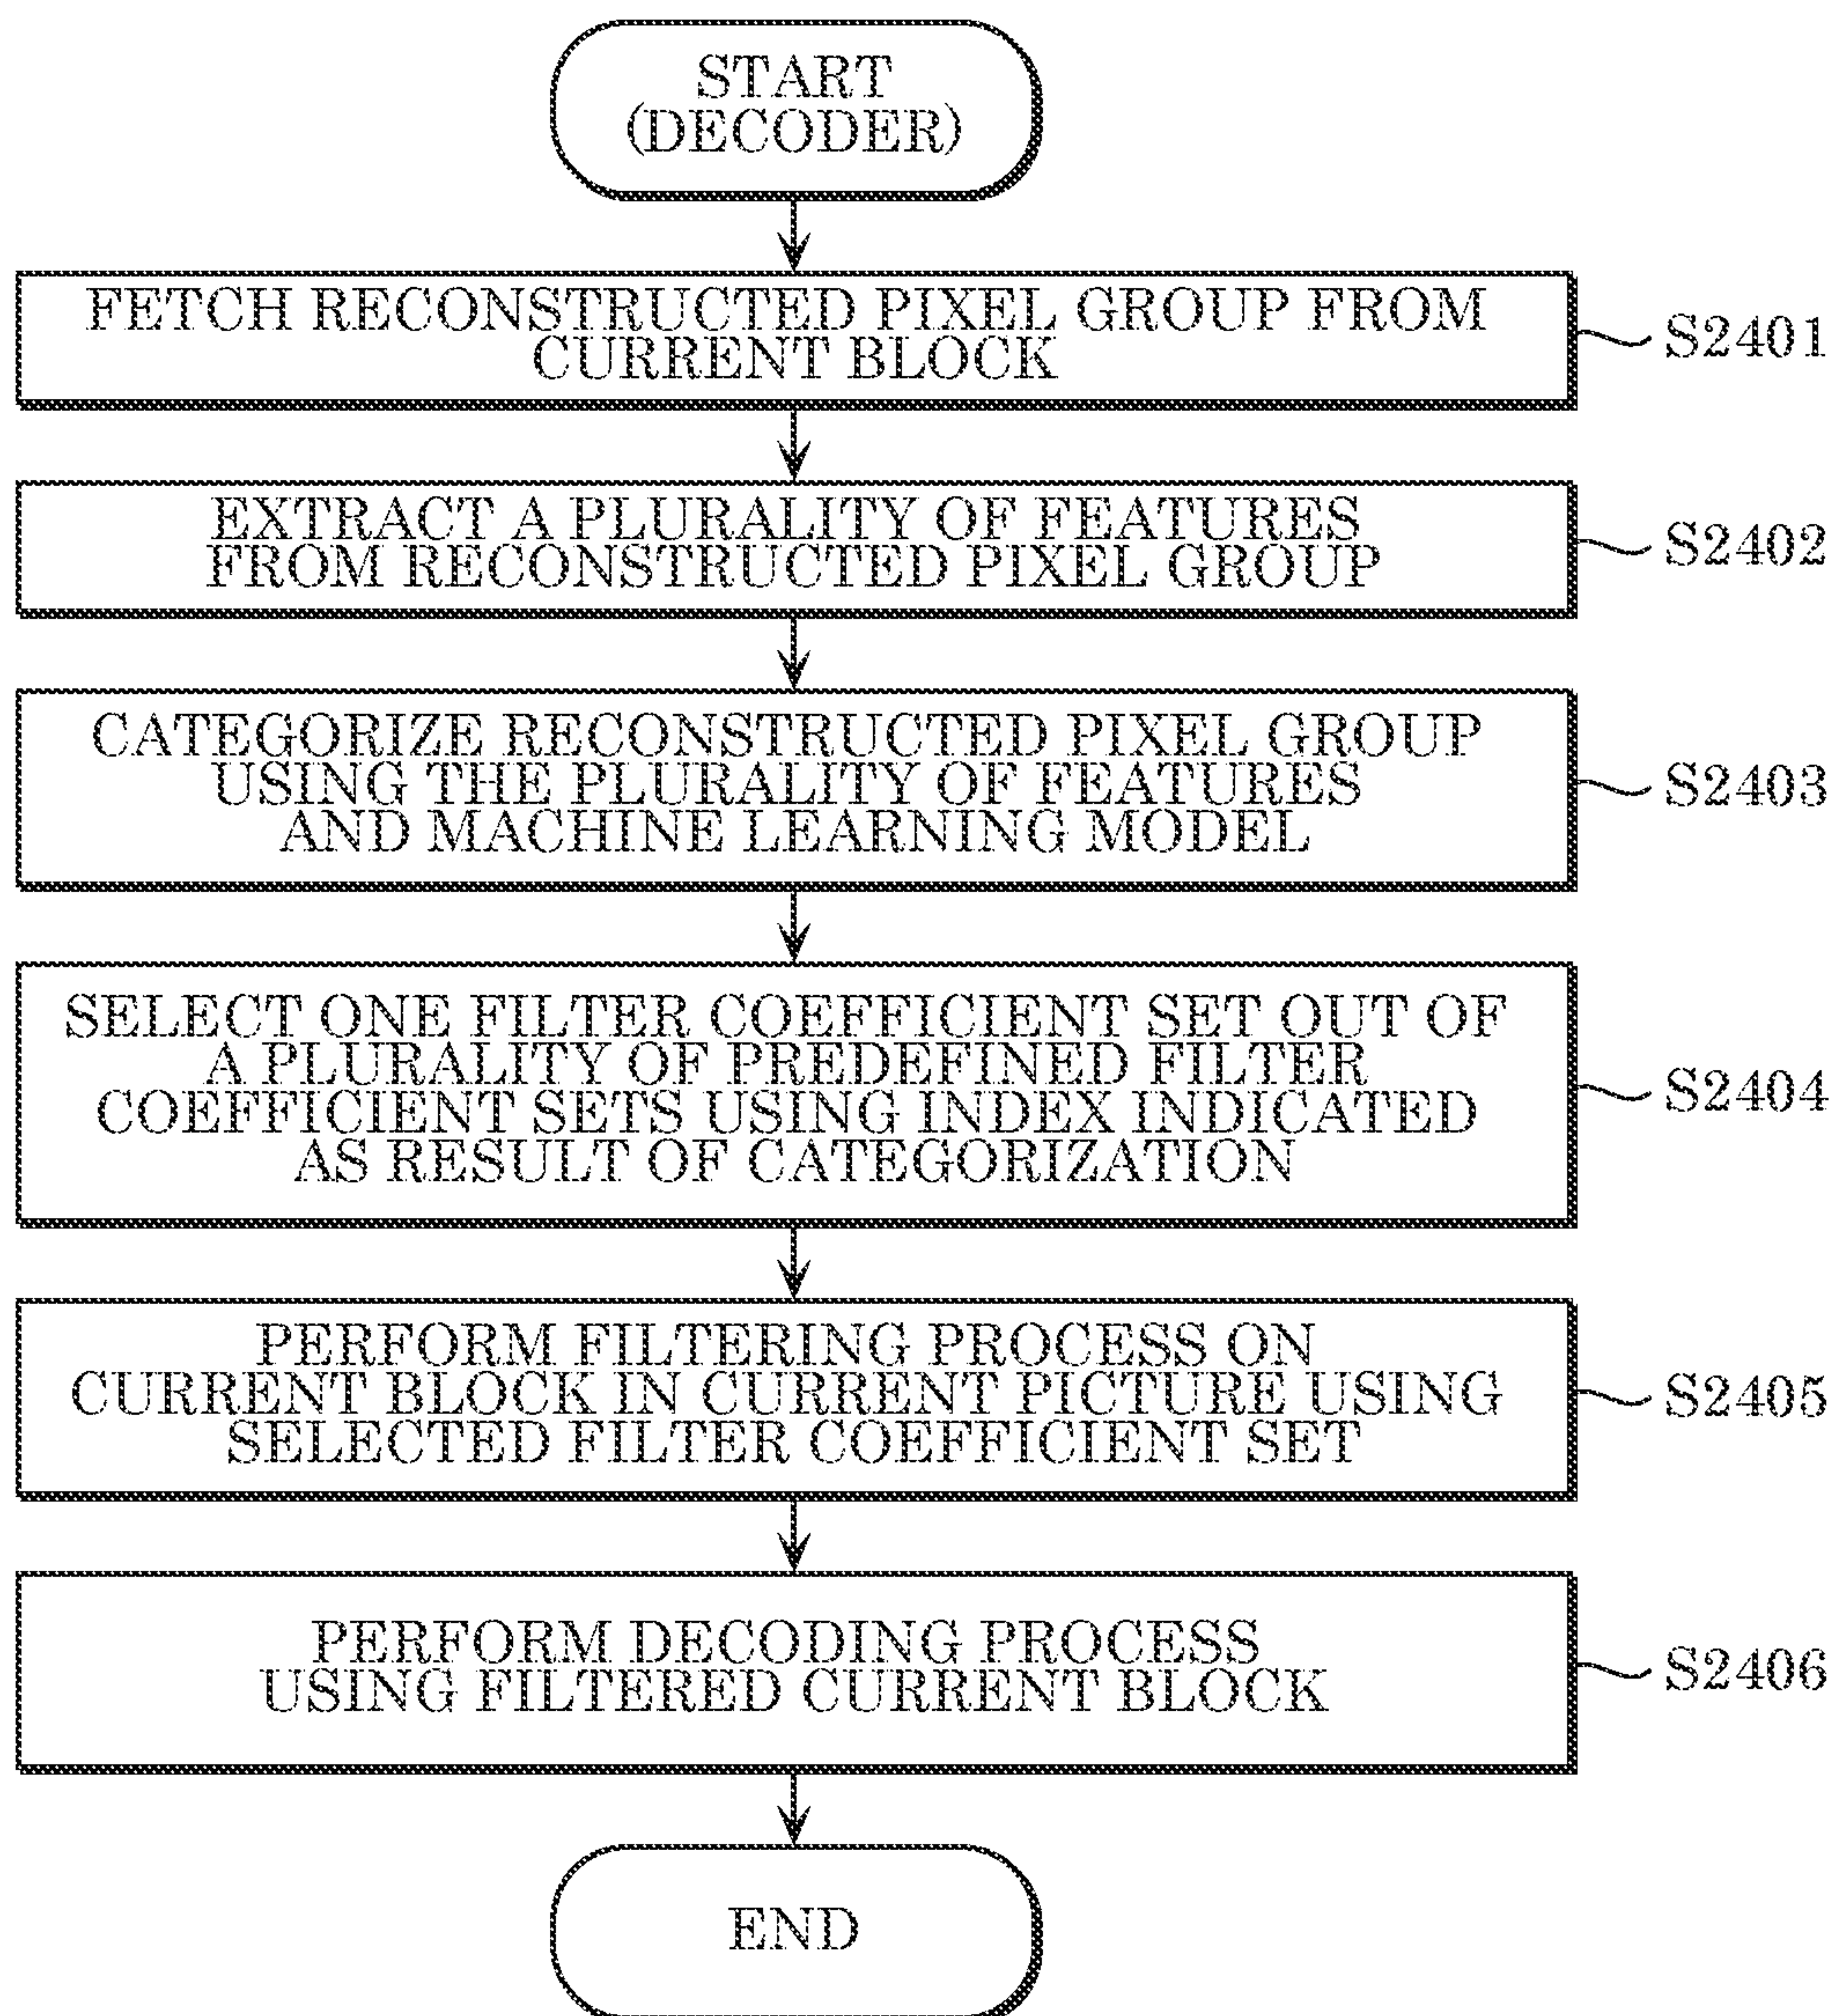 START
(DECODER)
FETCH RECONSTRUCTED PIXEL GROUP FROM
CURRENT BLOCK
S2401
EXTRACT A PLURALITY OF FEATURES
FROM RECONSTRUCTED PIXEL GROUP
S2402
CATEGORIZE RECONSTRUCTED PIXEL GROUP
USING THE PLURALITY OF FEATURES
AND MACHINE LEARNING MODEL
S2403
SELECT ONE FILTER COEFFICIENT SET OUT OF
A PLURALITY OF PREDEFINED FILTER
COEFFICIENT SETS USING INDEX INDICATED
AS RESULT OF CATEGORIZATION
S2404
PERFORM FILTERING PROCESS ON
CURRENT BLOCK IN CURRENT PICTURE USING
SELECTED FILTER COEFFICIENT SET
S2405
PERFORM DECODING PROCESS
USING FILTERED CURRENT BLOCK
S2406
END